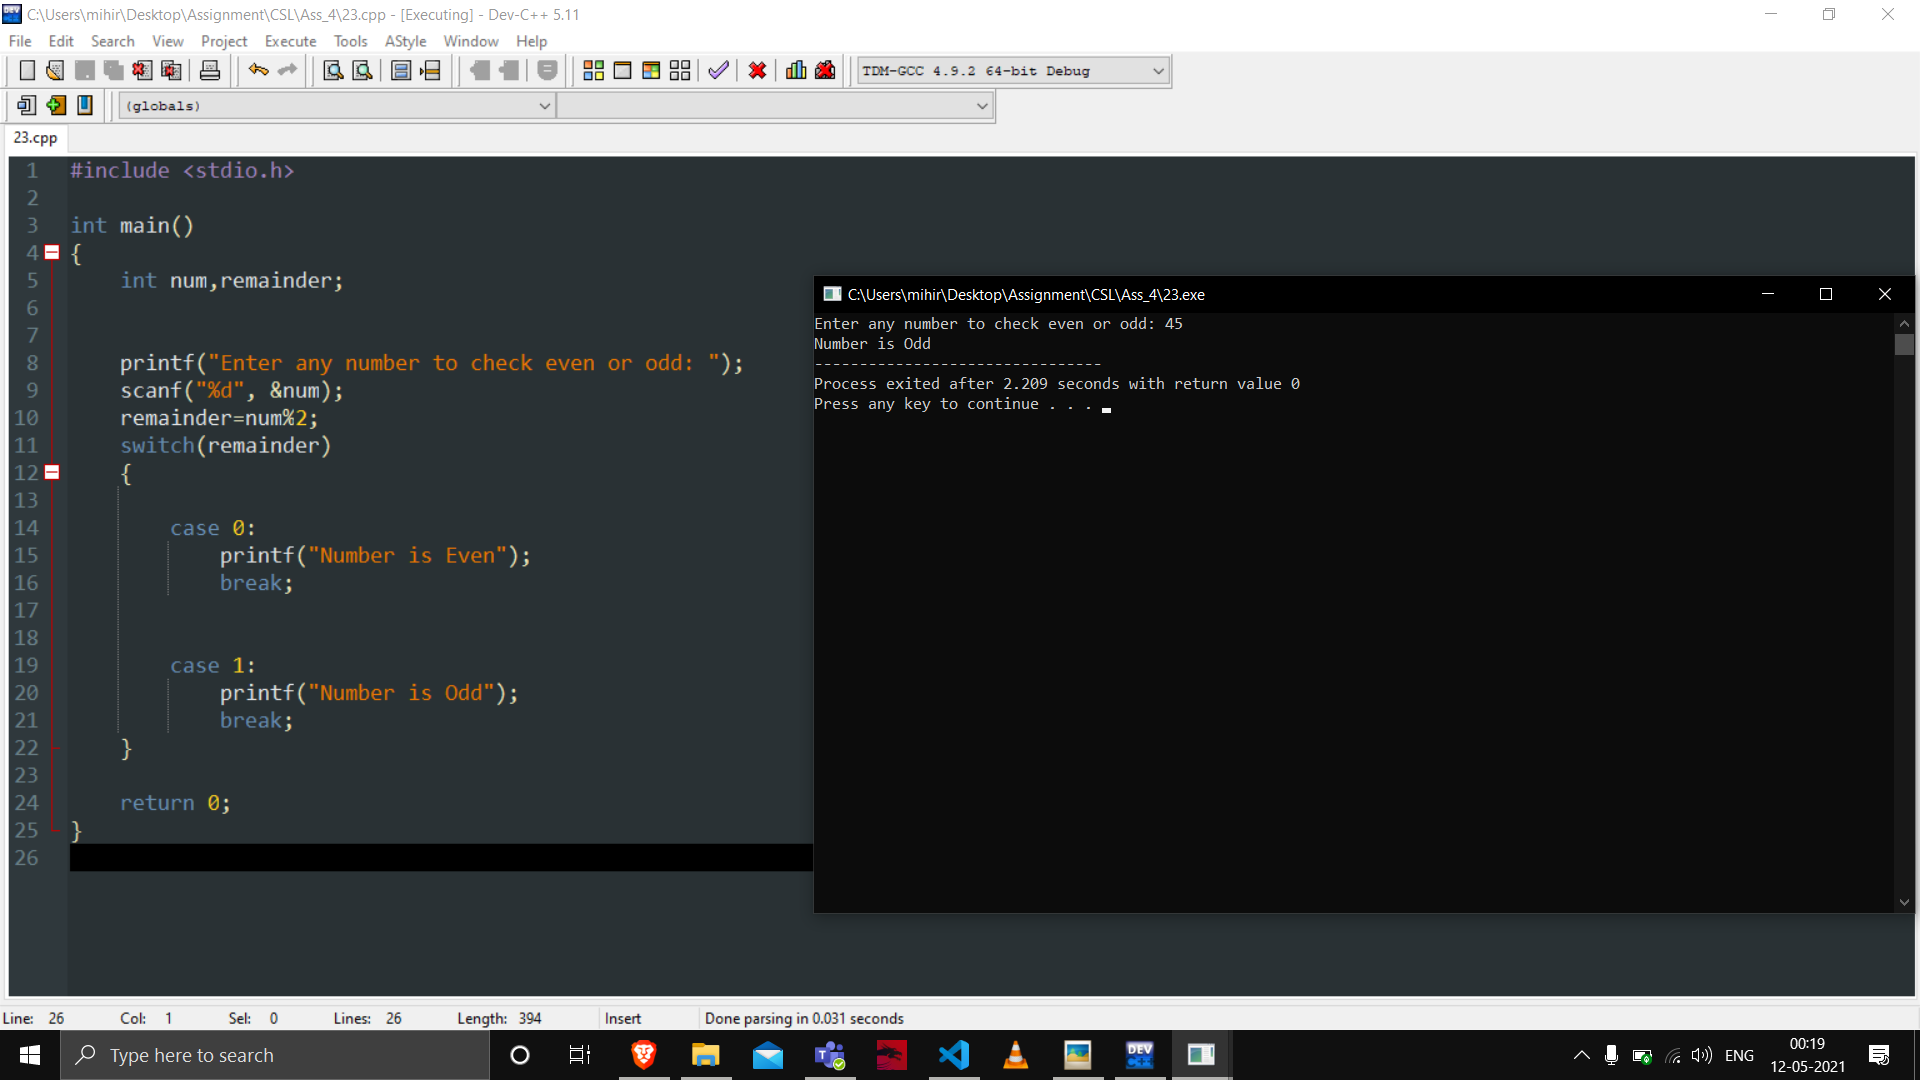 C:\Users\mihir\Desktop\Assignment\CSL\Ass_4\23.cpp - [Executing] - Dev-C++ 5.11
File Edit Search View Project Execute Tools AStyle Window Help
TDM-GCC 4.9.2 64-bit Debug
(globals)
23.cpp
1 #include <stdio.h>
2
3 int main()
4 {
5 int num,remainder;
6
7
8 printf("Enter any number to check even or odd: ");
9 scanf("%d", &num);
10 remainder=num%2;
11 switch(remainder)
12 {
13
14 case 0:
15 printf("Number is Even");
16 break;
17
18
19 case 1:
20 printf("Number is Odd");
21 break;
22 }
23
24 return 0;
25 }
26
C:\Users\mihir\Desktop\Assignment\CSL\Ass_4\23.exe
Enter any number to check even or odd: 45
Number is Odd
--------------------------------
Process exited after 2.209 seconds with return value 0
Press any key to continue . . .
Line: 26 Col: 1 Sel: 0 Lines: 26 Length: 394 Insert Done parsing in 0.031 seconds
Type here to search
DEV C++
ENG
00:19
12-05-2021